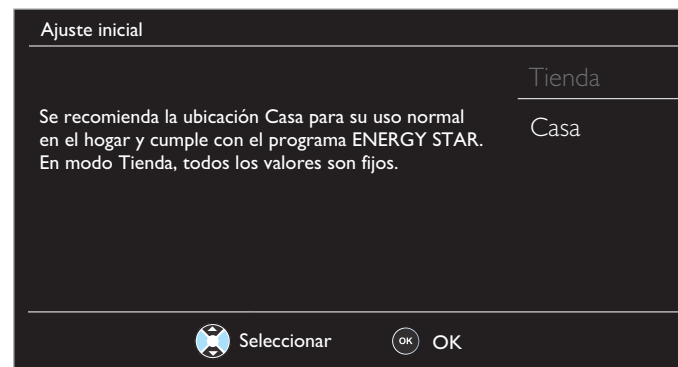 Ajuste inicial
Tienda
Se recomienda la ubicación Casa para su uso normal
en el hogar y cumple con el programa ENERGY STAR.
En modo Tienda, todos los valores son fijos.
Casa
Seleccionar
OK OK